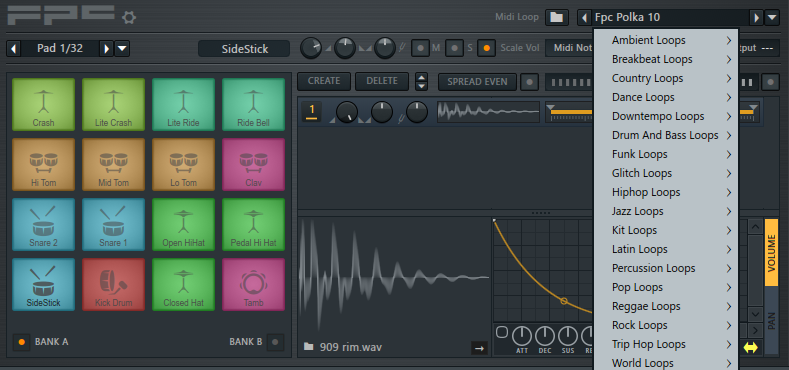 FPC
Midi Loop
Fpc Polka 10
Pad 1/32
SideStick
M
S
Scale Vol
Midi Not
tput ---
CREATE
DELETE
SPREAD EVEN
Crash
Lite Crash
Lite Ride
Ride Bell
1
Hi Tom
Mid Tom
Lo Tom
Clav
Snare 2
Snare 1
Open HiHat
Pedal Hi Hat
SideStick
Kick Drum
Closed Hat
Tamb
BANK A
BANK B
909 rim.wav
ATT
DEC
SUS
RE
VOLUME
PAN
Ambient Loops
Breakbeat Loops
Country Loops
Dance Loops
Downtempo Loops
Drum And Bass Loops
Funk Loops
Glitch Loops
Hiphop Loops
Jazz Loops
Kit Loops
Latin Loops
Percussion Loops
Pop Loops
Reggae Loops
Rock Loops
Trip Hop Loops
World Loops